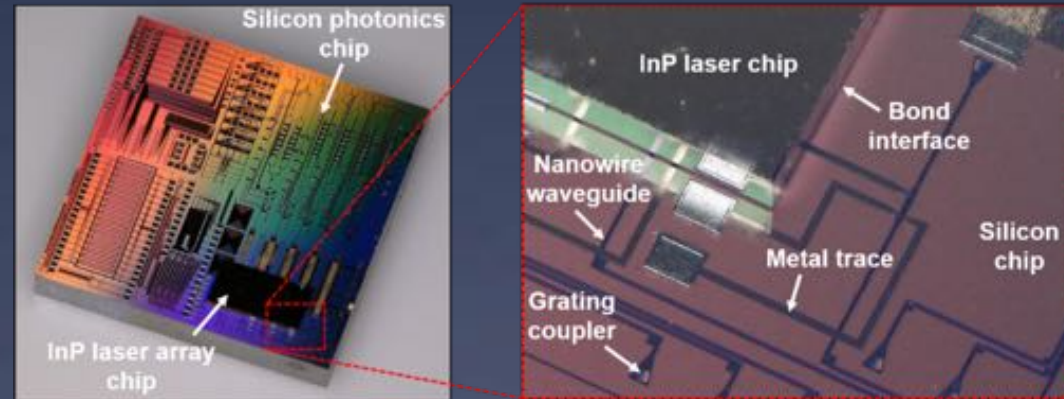 Silicon photonics
chip
InP laser array
chip
InP laser chip
Bond
interface
Nanowire
waveguide
Metal trace
Silicon
chip
Grating
coupler